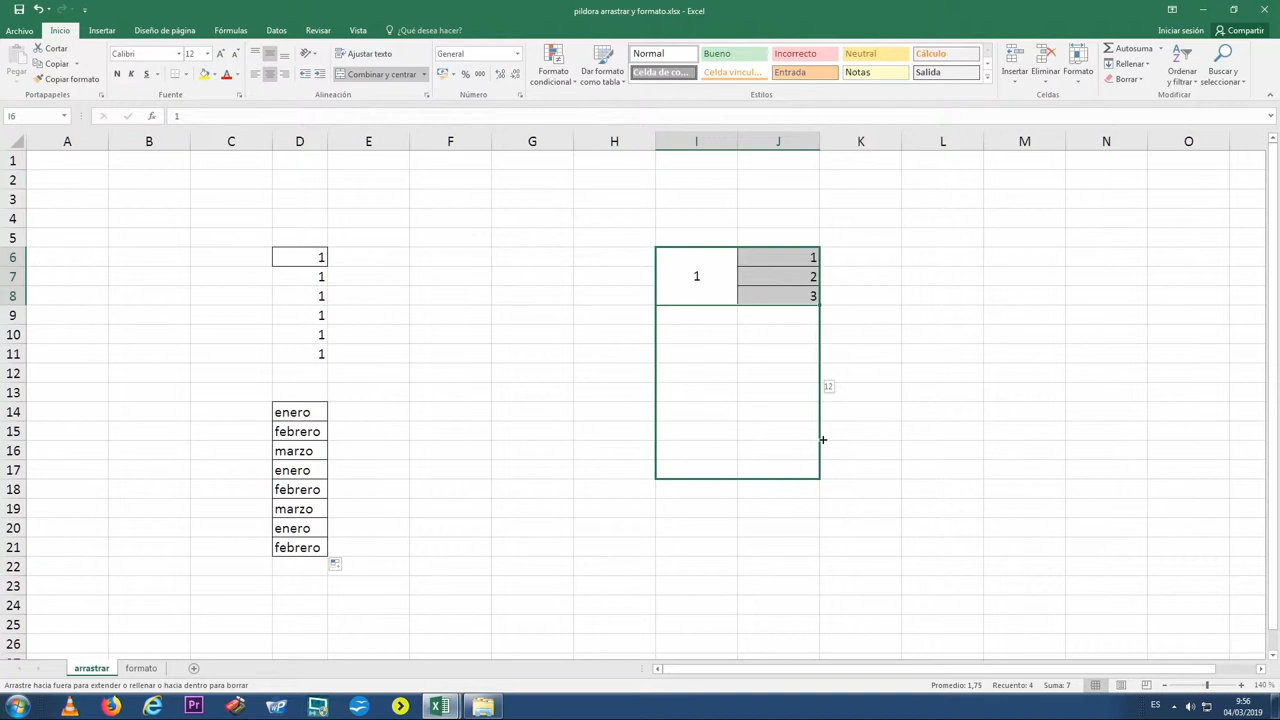 pildora arrastrar y formato.xlsx - Excel
Archivo Inicio Insertar Diseño de página Fórmulas Datos Revisar Vista ¿Qué desea hacer? Iniciar sesión Compartir
Pegar Cortar Copiar Copiar formato
Portapapeles
Calibri 12 N K S
Fuente
Ajustar texto
Combinar y centrar
Alineación
General
% 000
Número
Formato condicional Dar formato como tabla
Normal Bueno Incorrecto Neutral Cálculo
Celda de co... Celda vincul... Entrada Notas Salida
Estilos
Insertar Eliminar Formato
Celdas
Autosuma Rellenar Borrar
Ordenar y filtrar Buscar y seleccionar
Modificar
I6 fx 1
A B C D E F G H I J K L M N O
1
2
3
4
5
6 1 1
7 1 1 2
8 1 3
9 1
10 1
11 1
12
13 12
14 enero
15 febrero
16 marzo
17 enero
18 febrero
19 marzo
20 enero
21 febrero
22
23
24
25
26
arrastrar formato
Arrastre hacia fuera para extender o rellenar o hacia dentro para borrar Promedio: 1,75 Recuento: 4 Suma: 7 140 %
ES 9:56
04/03/2019